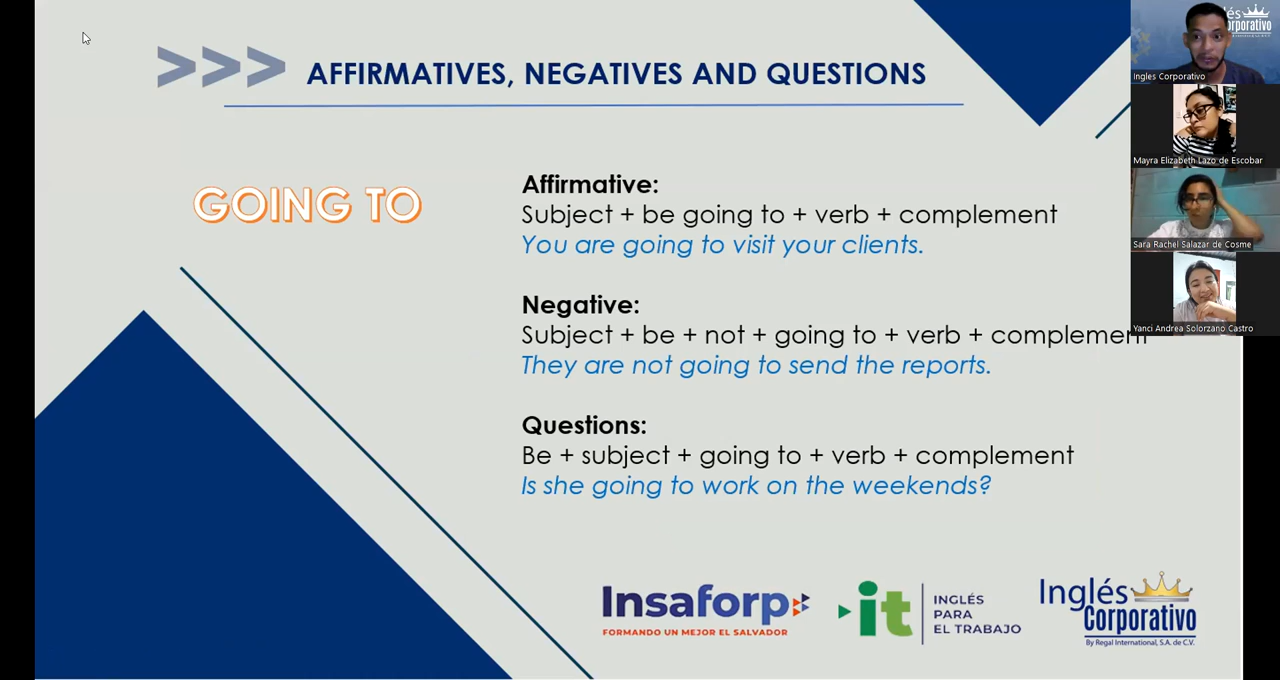 >>> AFFIRMATIVES, NEGATIVES AND QUESTIONS
GOING TO
Affirmative:
Subject + be going to + verb + complement
You are going to visit your clients.
Negative:
Subject + be + not + going to + verb + complement
They are not going to send the reports.
Questions:
Be + subject + going to + verb + complement
Is she going to work on the weekends?
Insaforp
FORMANDO UN MEJOR EL SALVADOR
it
INGLÉS
PARA
EL TRABAJO
Inglés
Corporativo
By Regal International, S.A. de C.V.
Ingles Corporativo
Mayra Elizabeth Lazo de Escobar
Sara Rachel Salazar de Cosme
Yanci Andrea Solorzano Castro